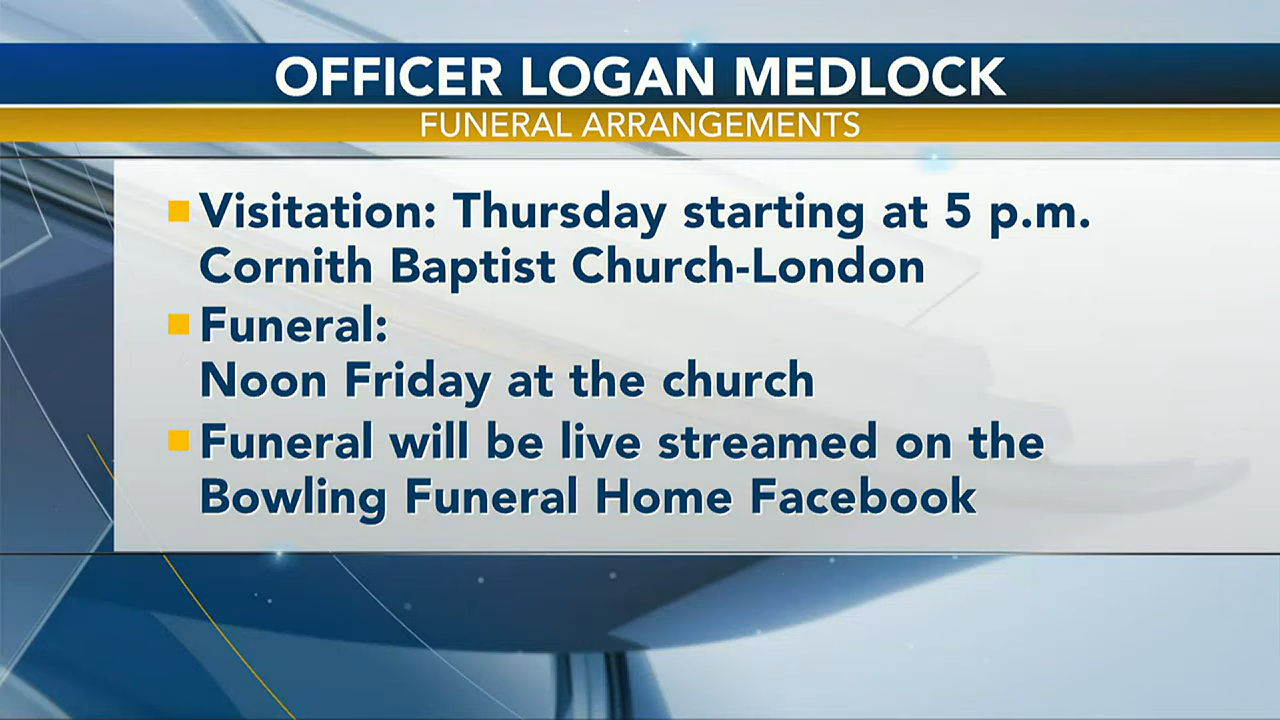 OFFICER LOGAN MEDLOCK
FUNERAL ARRANGEMENTS
Visitation: Thursday starting at 5 p.m.
Cornith Baptist Church-London
Funeral:
Noon Friday at the church
Funeral will be live streamed on the
Bowling Funeral Home Facebook